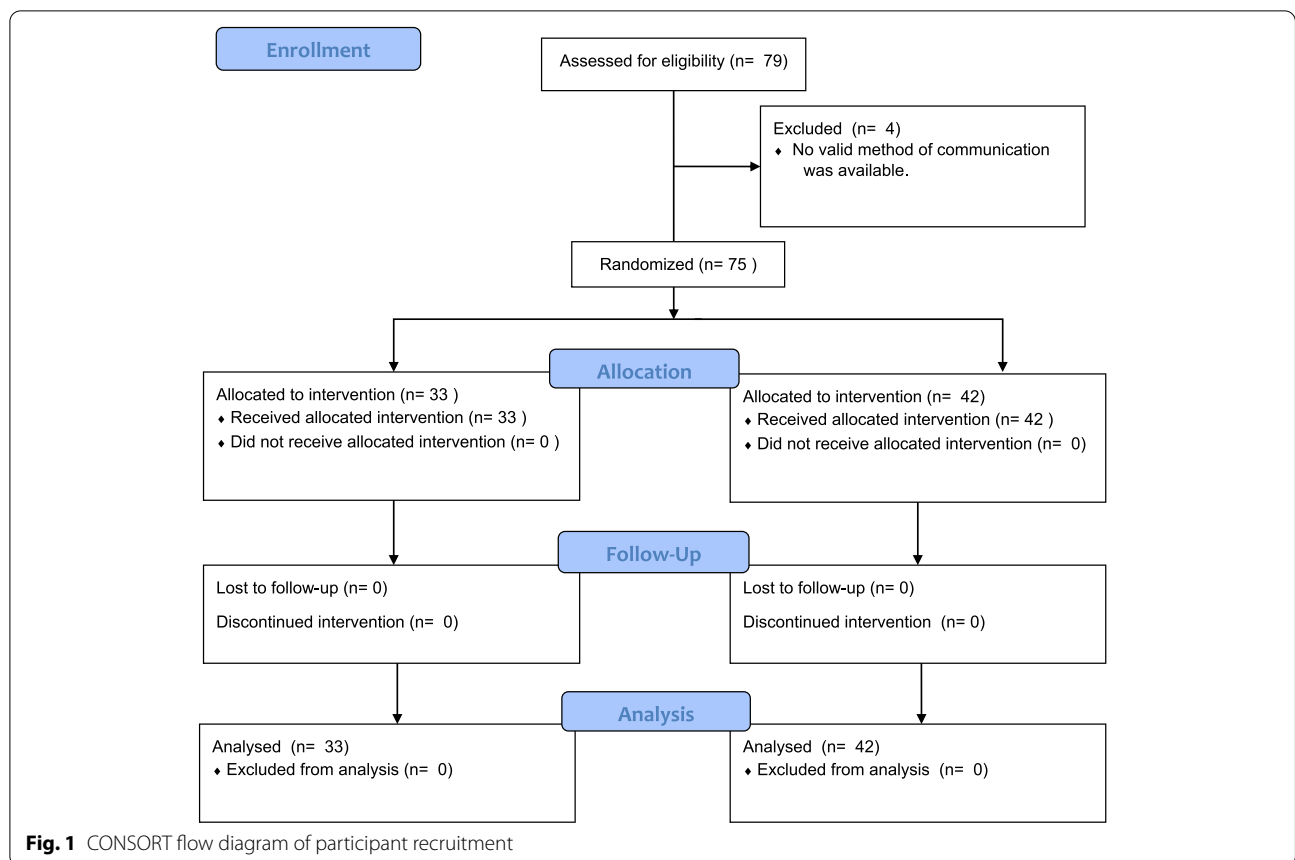 Enrollment
Assessed for eligibility (n= 79)
Excluded (n= 4)
♦ No valid method of communication
was available.
Randomized (n= 75 )
Allocation
Allocated to intervention (n= 33 )
♦ Received allocated intervention (n= 33 )
♦ Did not receive allocated intervention (n= 0 )
Allocated to intervention (n= 42)
♦ Received allocated intervention (n= 42 )
♦ Did not receive allocated intervention (n= 0)
Follow-Up
Lost to follow-up (n= 0)
Discontinued intervention (n= 0)
Lost to follow-up (n= 0)
Discontinued intervention (n= 0)
Analysis
Analysed (n= 33)
♦ Excluded from analysis (n= 0)
Analysed (n= 42)
♦ Excluded from analysis (n= 0)
Fig. 1 CONSORT flow diagram of participant recruitment